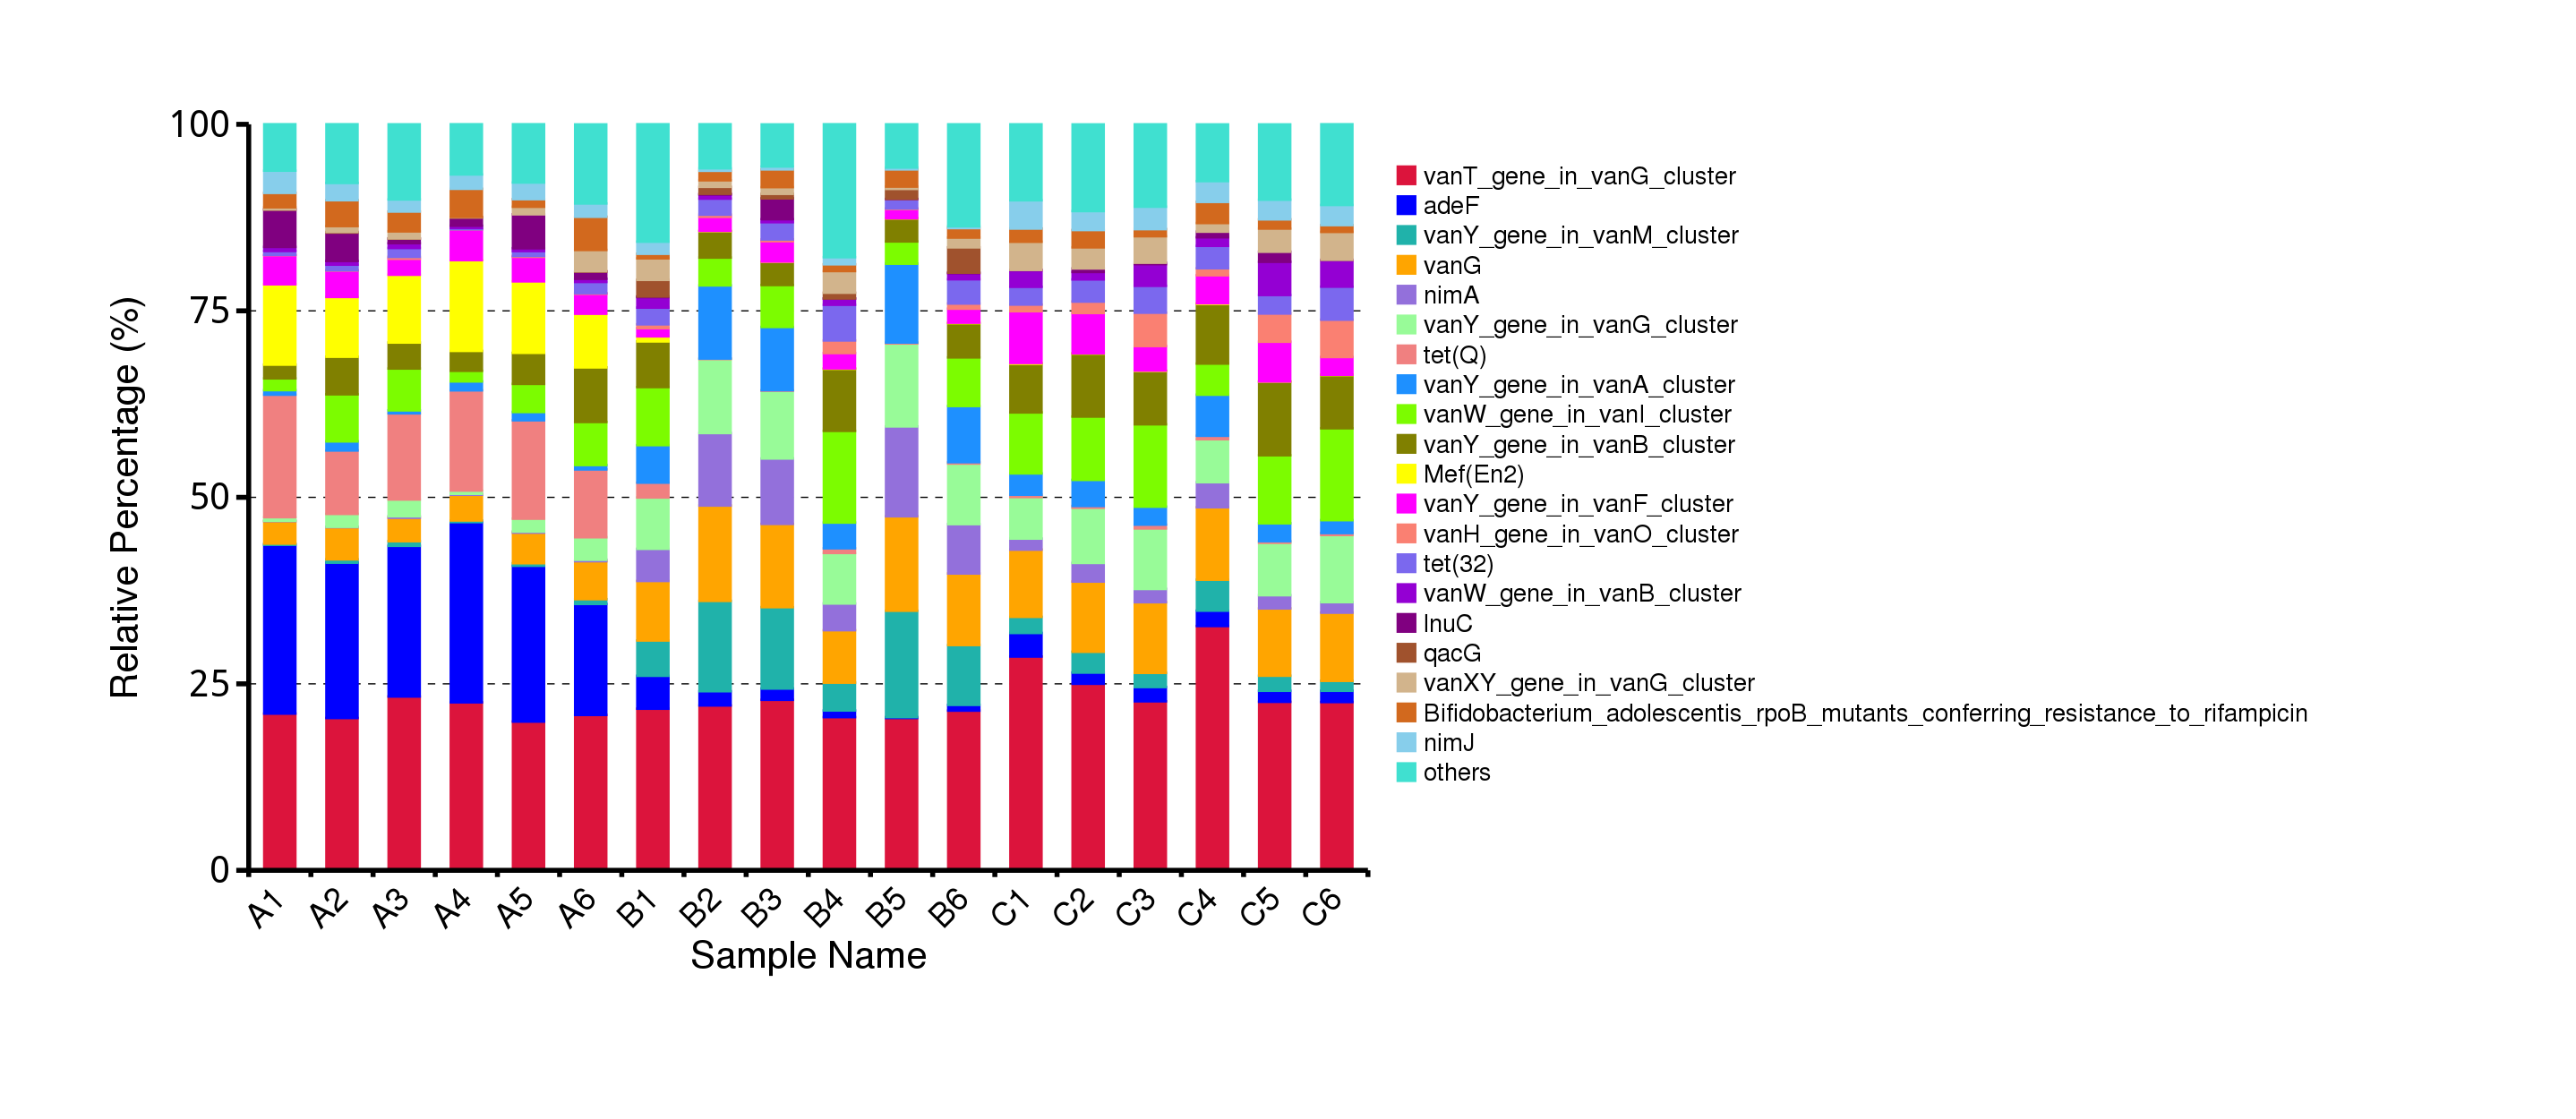 Relative Percentage (%)
100
75
50
25
0
A1 A2 A3 A4 A5 A6 B1 B2 B3 B4 B5 B6 C1 C2 C3 C4 C5 C6
Sample Name
vanT_gene_in_vanG_cluster
adeF
vanY_gene_in_vanM_cluster
vanG
nimA
vanY_gene_in_vanG_cluster
tet(Q)
vanY_gene_in_vanA_cluster
vanW_gene_in_vanI_cluster
vanY_gene_in_vanB_cluster
Mef(En2)
vanY_gene_in_vanF_cluster
vanH_gene_in_vanO_cluster
tet(32)
vanW_gene_in_vanB_cluster
lnuC
qacG
vanXY_gene_in_vanG_cluster
Bifidobacterium_adolescentis_rpoB_mutants_conferring_resistance_to_rifampicin
nimJ
others